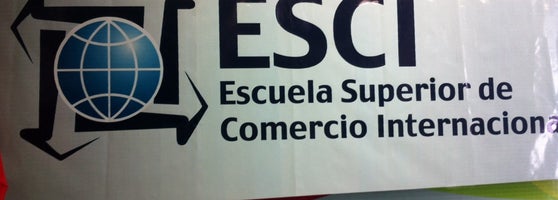 ESCI
Escuela Superior de
Comercio Internaciona